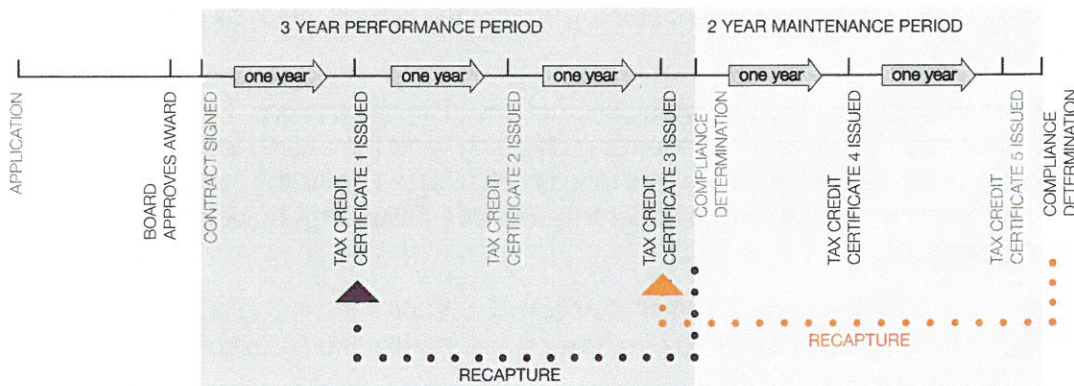 3 YEAR PERFORMANCE PERIOD
2 YEAR MAINTENANCE PERIOD
one year
one year
one year
one year
one year
APPLICATION
BOARD
APPROVES AWARD
CONTRACT SIGNED
TAX CREDIT
CERTIFICATE 1 ISSUED
TAX CREDIT
CERTIFICATE 2 ISSUED
TAX CREDIT
CERTIFICATE 3 ISSUED
COMPLIANCE
DETERMINATION
TAX CREDIT
CERTIFICATE 4 ISSUED
TAX CREDIT
CERTIFICATE 5 ISSUED
COMPLIANCE
DETERMINATION
RECAPTURE
RECAPTURE